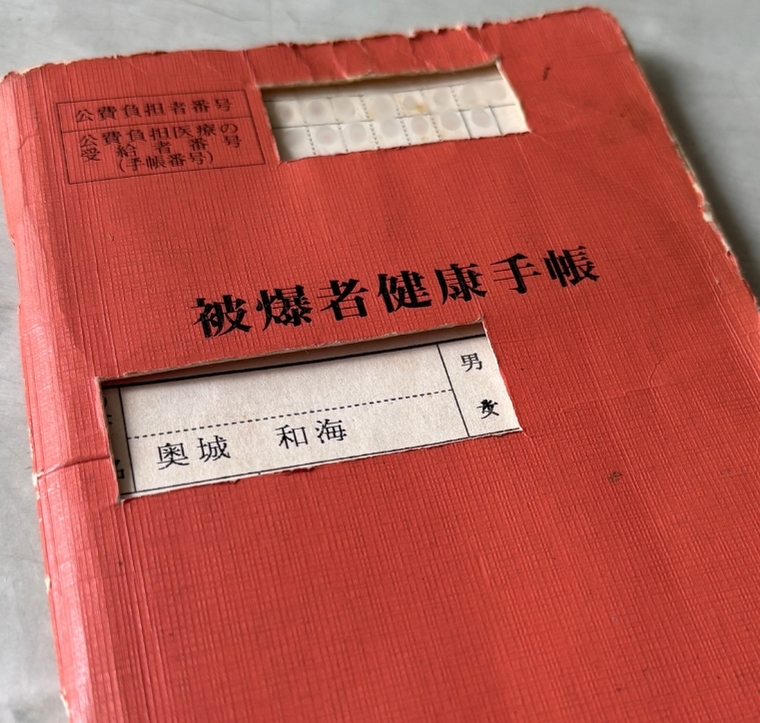 公費負担者番号
公費負担医療の
受給者番号
(手帳番号)
被爆者健康手帳
男
奥城 和海
名